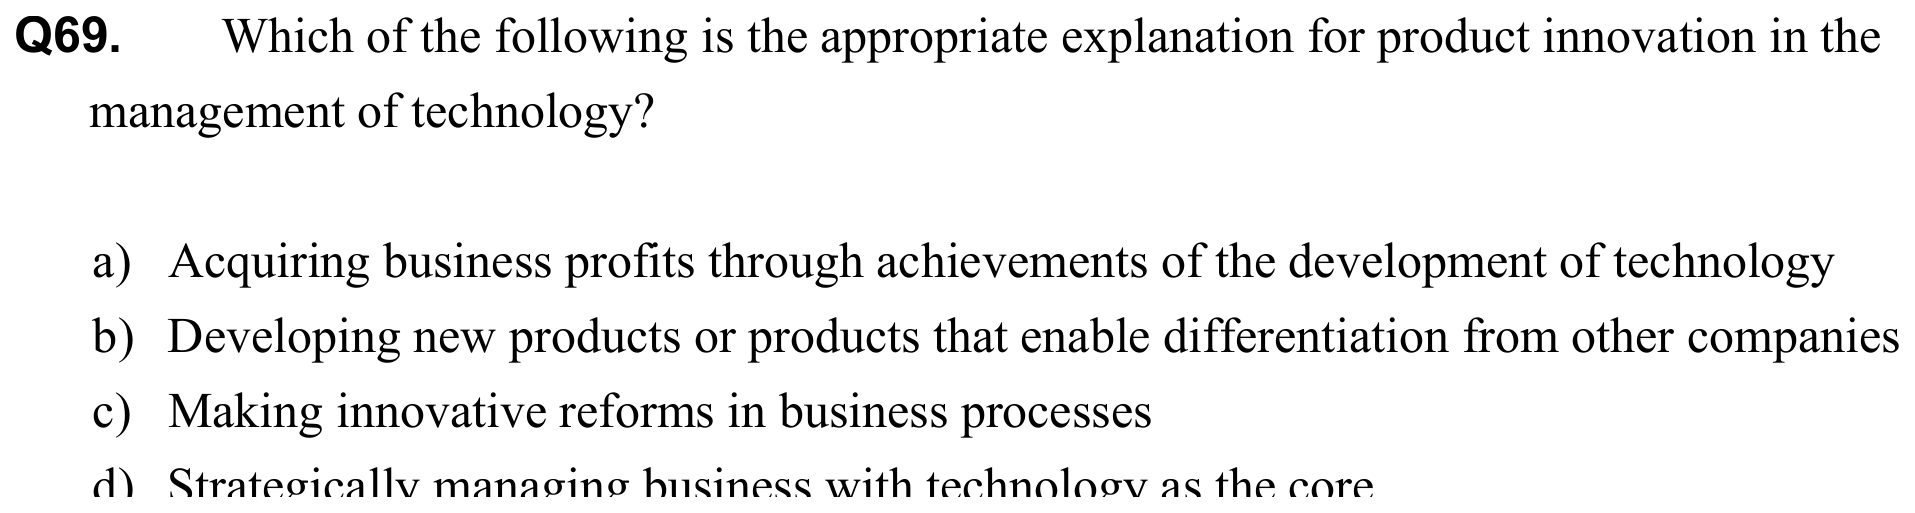 Q69. Which of the following is the appropriate explanation for product innovation in the
management of technology?
a) Acquiring business profits through achievements of the development of technology
b) Developing new products or products that enable differentiation from other companies
c) Making innovative reforms in business processes
d) Strategically managing business with technology as the core